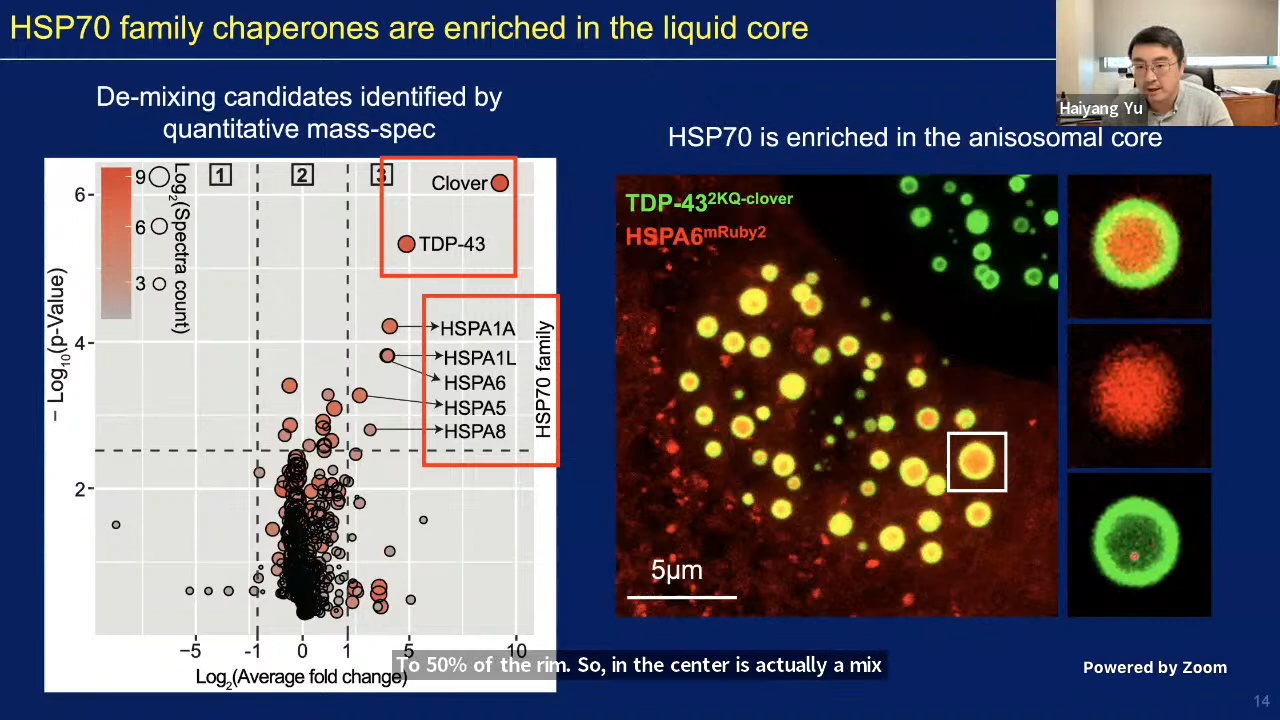 HSP70 family chaperones are enriched in the liquid core
Haiyang Yu
De-mixing candidates identified by
quantitative mass-spec
HSP70 is enriched in the anisosomal core
9
6
3
Log2(Spectra count)
1
2
3
Clover
TDP-43
HSPA1A
HSPA1L
HSPA6
HSPA5
HSPA8
HSP70 family
6
4
2
− Log10(p-Value)
−5
-1
0
1
5
10
Log2(Average fold change)
TDP-43 2KQ-clover
HSPA6 mRuby2
5µm
To 50% of the rim. So, in the center is actually a mix
Powered by Zoom
14